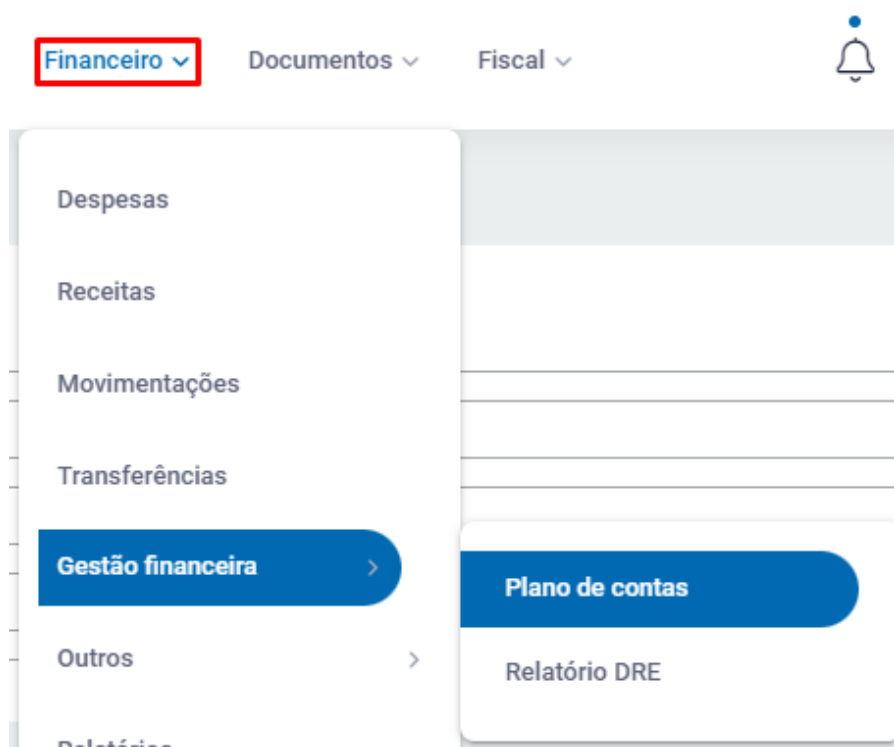 Financeiro Documentos Fiscal
Despesas
Receitas
Movimentações
Transferências
Gestão financeira
Plano de contas
Outros
Relatório DRE